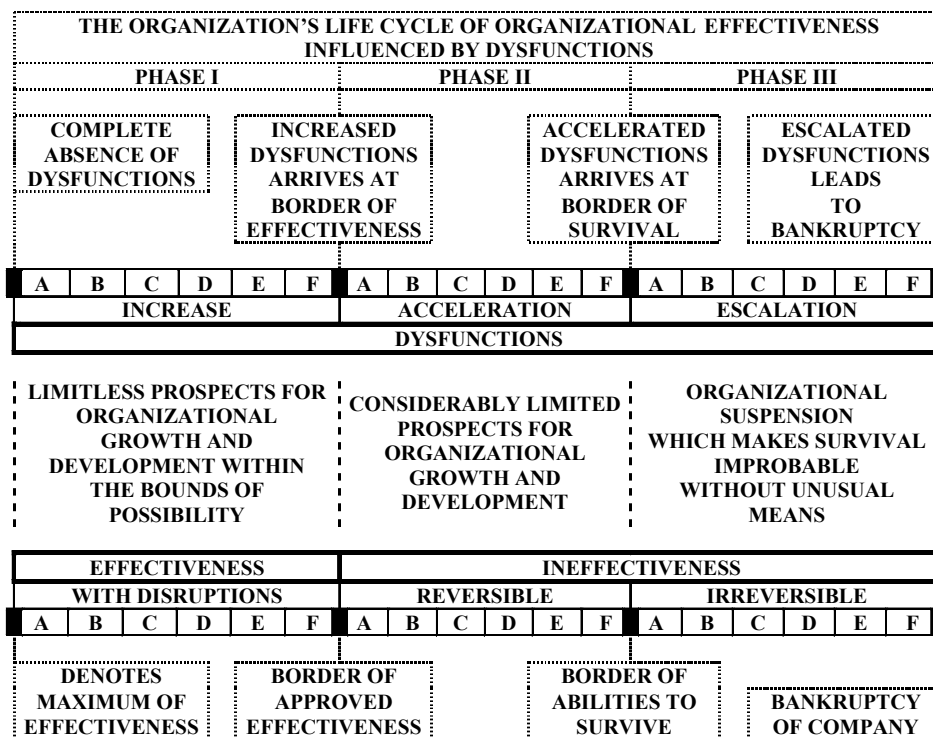 THE ORGANIZATION'S LIFE CYCLE OF ORGANIZATIONAL EFFECTIVENESS
INFLUENCED BY DYSFUNCTIONS
PHASE I PHASE II PHASE III
COMPLETE
ABSENCE OF
DYSFUNCTIONS
INCREASED
DYSFUNCTIONS
ARRIVES AT
BORDER OF
EFFECTIVENESS
ACCELERATED
DYSFUNCTIONS
ARRIVES AT
BORDER OF
SURVIVAL
ESCALATED
DYSFUNCTIONS
LEADS
TO
BANKRUPTCY
A B C D E F A B C D E F A B C D E F
INCREASE ACCELERATION ESCALATION
DYSFUNCTIONS
LIMITLESS PROSPECTS FOR
ORGANIZATIONAL
GROWTH AND
DEVELOPMENT WITHIN
THE BOUNDS OF
POSSIBILITY
CONSIDERABLY LIMITED
PROSPECTS FOR
ORGANIZATIONAL
GROWTH AND
DEVELOPMENT
ORGANIZATIONAL
SUSPENSION
WHICH MAKES SURVIVAL
IMPROBABLE
WITHOUT UNUSUAL
MEANS
EFFECTIVENESS INEFFECTIVENESS
WITH DISRUPTIONS REVERSIBLE IRREVERSIBLE
A B C D E F A B C D E F A B C D E F
DENOTES
MAXIMUM OF
EFFECTIVENESS
BORDER OF
APPROVED
EFFECTIVENESS
BORDER OF
ABILITIES TO
SURVIVE
BANKRUPTCY
OF COMPANY